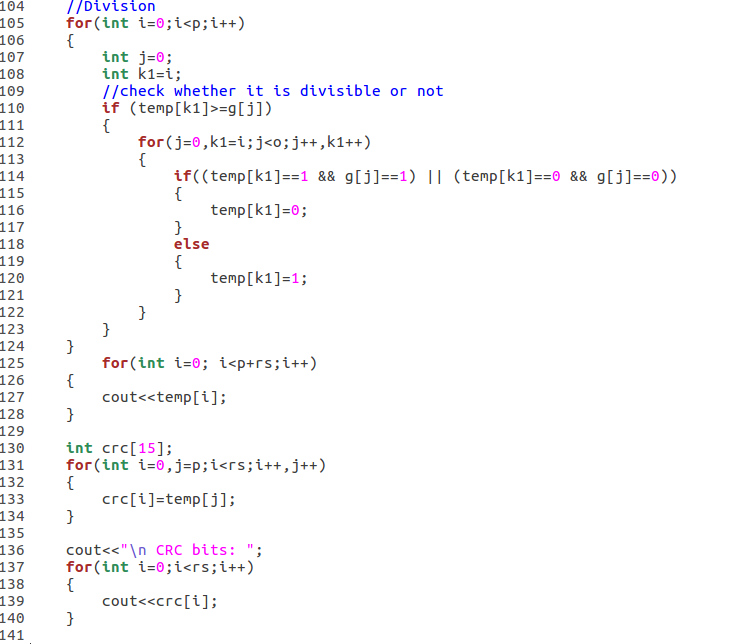 104     //Division
105     for(int i=0;i<p;i++)
106     {
107         int j=0;
108         int k1=i;
109         //check whether it is divisible or not
110         if (temp[k1]>=g[j])
111         {
112             for(j=0,k1=i;j<o;j++,k1++)
113             {
114                 if((temp[k1]==1 && g[j]==1) || (temp[k1]==0 && g[j]==0))
115                 {
116                     temp[k1]=0;
117                 }
118                 else
119                 {
120                     temp[k1]=1;
121                 }
122             }
123         }
124     }
125         for(int i=0; i<p+rs;i++)
126     {
127         cout<<temp[i];
128     }
129
130     int crc[15];
131     for(int i=0,j=p;i<rs;i++,j++)
132     {
133         crc[i]=temp[j];
134     }
135
136     cout<<"\n CRC bits: ";
137     for(int i=0;i<rs;i++)
138     {
139         cout<<crc[i];
140     }
141